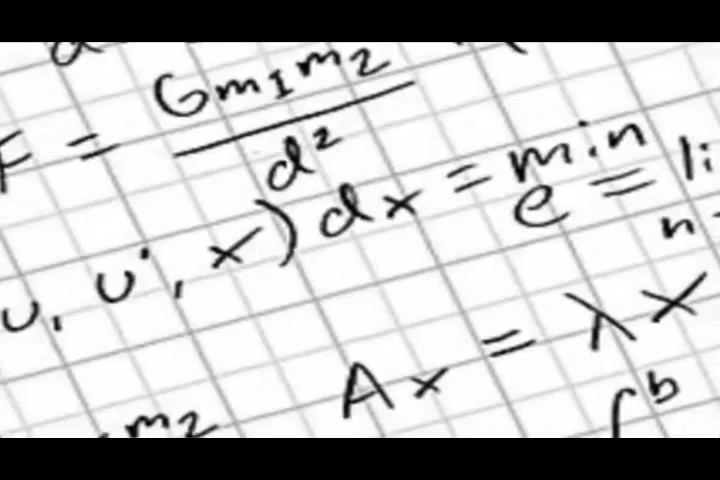 F = Gm₁m₂ / d²
u, u', x) dx = min
e = li
n
Ax = λx
∫ᵇ
m₂